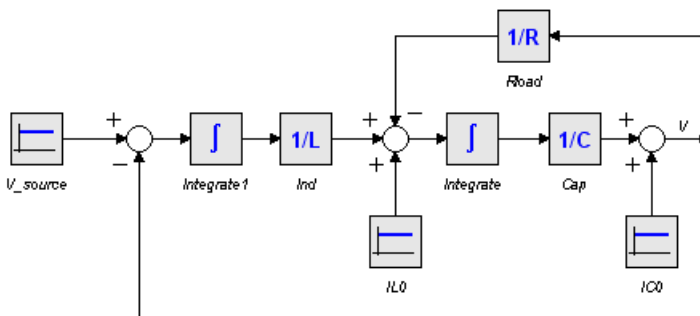 1/R
Rload
V_source
+
−
∫
Integrate1
1/L
Ind
+
−
+
∫
Integrate
1/C
Cap
+
+
V
IL0
IC0